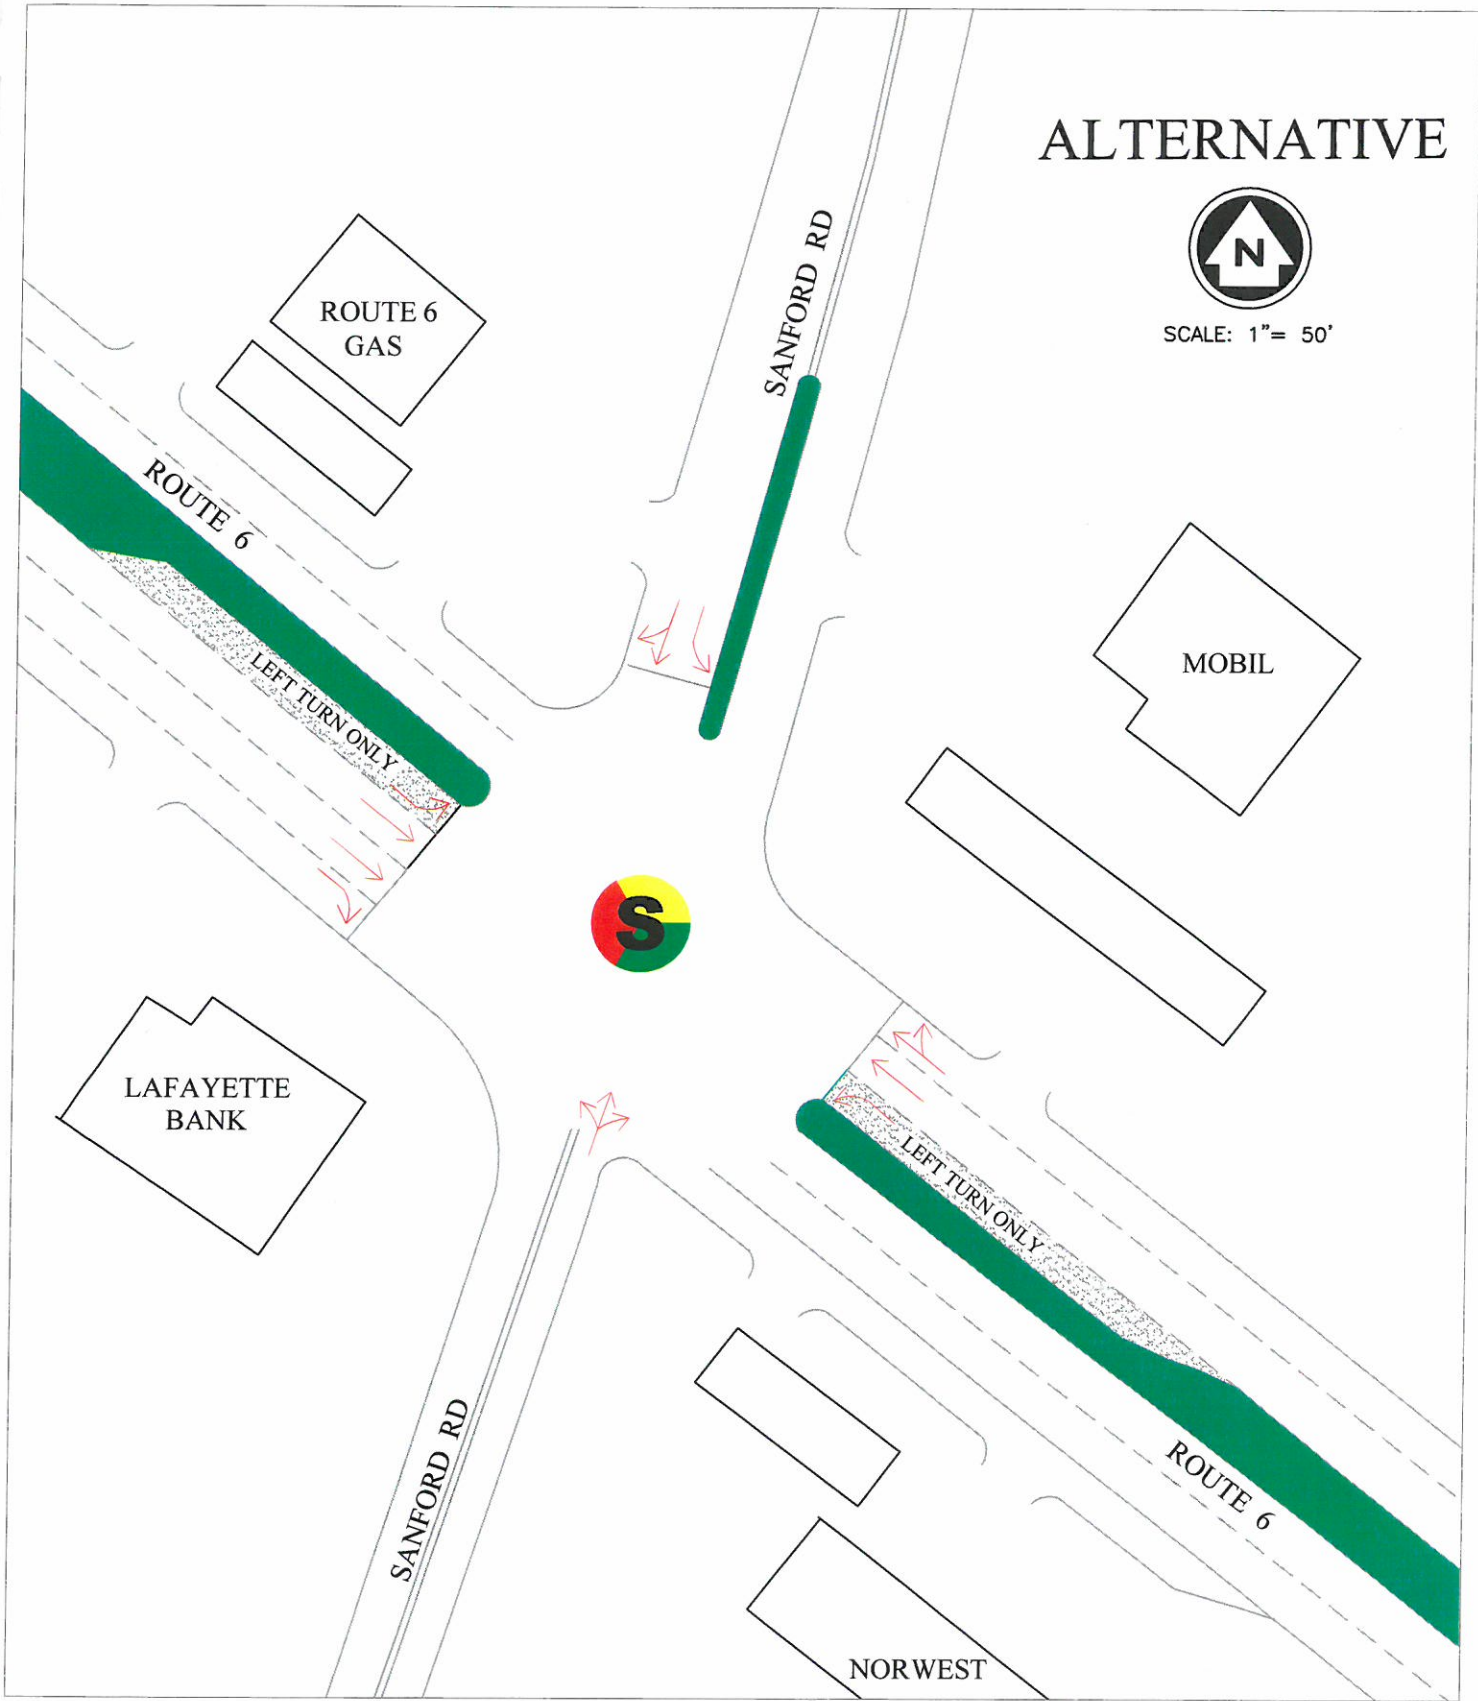 ALTERNATIVE
N
SCALE: 1"= 50'
SANFORD RD
ROUTE 6
GAS
ROUTE 6
LEFT TURN ONLY
MOBIL
S
LAFAYETTE
BANK
LEFT TURN ONLY
ROUTE 6
SANFORD RD
NORWEST